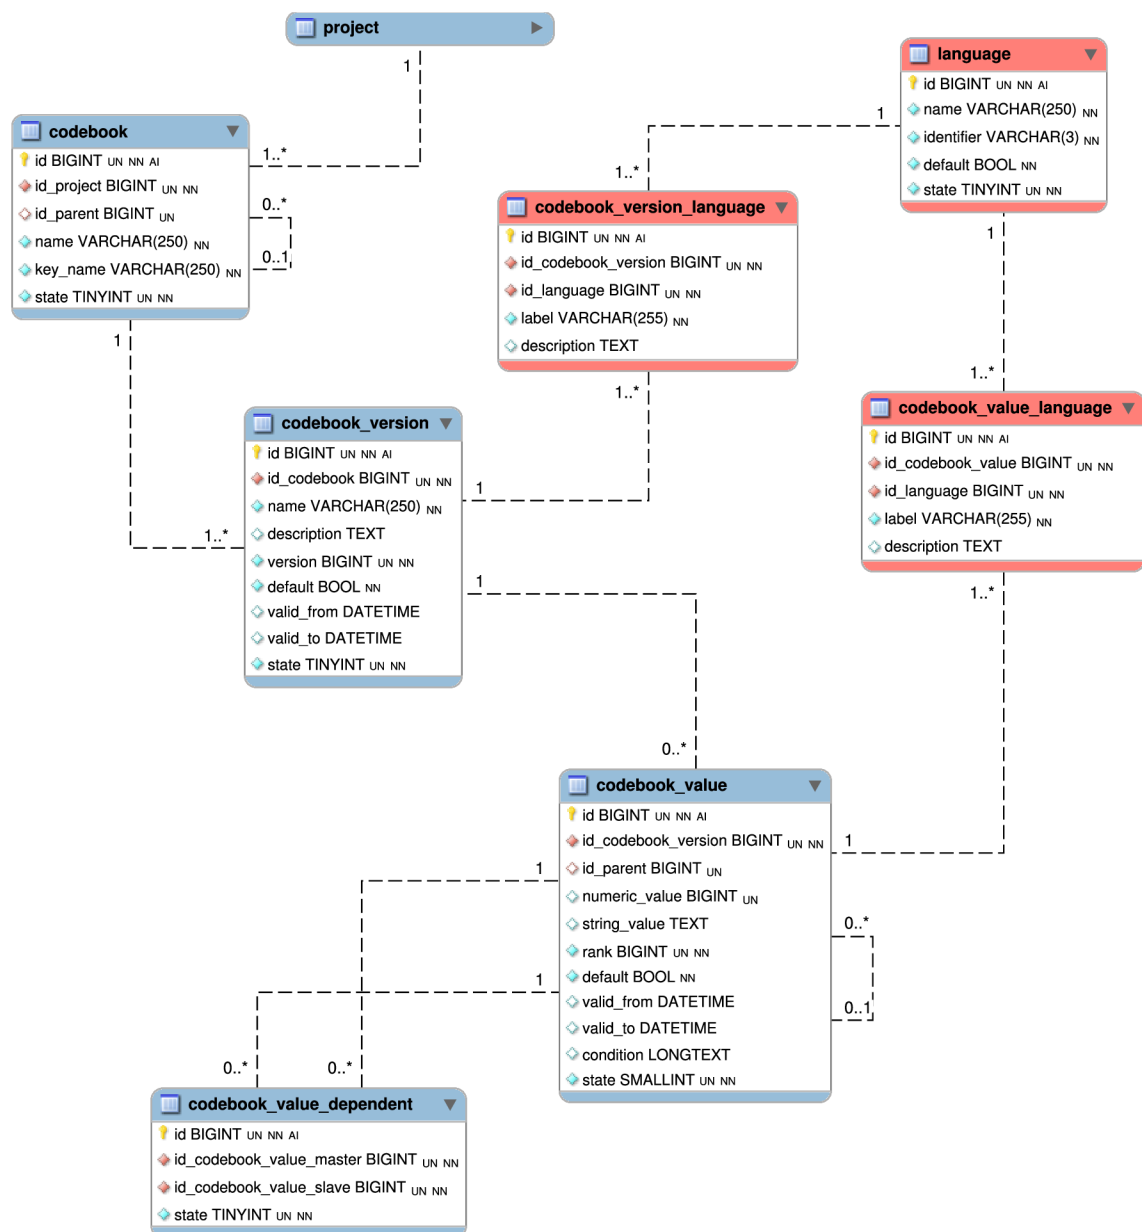 project
1
codebook
id BIGINT UN NN AI
id_project BIGINT UN NN
id_parent BIGINT UN
name VARCHAR(250) NN
key_name VARCHAR(250) NN
state TINYINT UN NN
1..*
0..*
0..1
1
language
id BIGINT UN NN AI
name VARCHAR(250) NN
identifier VARCHAR(3) NN
default BOOL NN
state TINYINT UN NN
1
1
1..*
codebook_version_language
id BIGINT UN NN AI
id_codebook_version BIGINT UN NN
id_language BIGINT UN NN
label VARCHAR(255) NN
description TEXT
1..*
1..*
codebook_value_language
id BIGINT UN NN AI
id_codebook_value BIGINT UN NN
id_language BIGINT UN NN
label VARCHAR(255) NN
description TEXT
1..*
codebook_version
id BIGINT UN NN AI
id_codebook BIGINT UN NN
name VARCHAR(250) NN
description TEXT
version BIGINT UN NN
default BOOL NN
valid_from DATETIME
valid_to DATETIME
state TINYINT UN NN
1..*
1
1
0..*
codebook_value
id BIGINT UN NN AI
id_codebook_version BIGINT UN NN
id_parent BIGINT UN
numeric_value BIGINT UN
string_value TEXT
rank BIGINT UN NN
default BOOL NN
valid_from DATETIME
valid_to DATETIME
condition LONGTEXT
state SMALLINT UN NN
1
0..*
0..1
1
1
0..*
0..*
codebook_value_dependent
id BIGINT UN NN AI
id_codebook_value_master BIGINT UN NN
id_codebook_value_slave BIGINT UN NN
state TINYINT UN NN